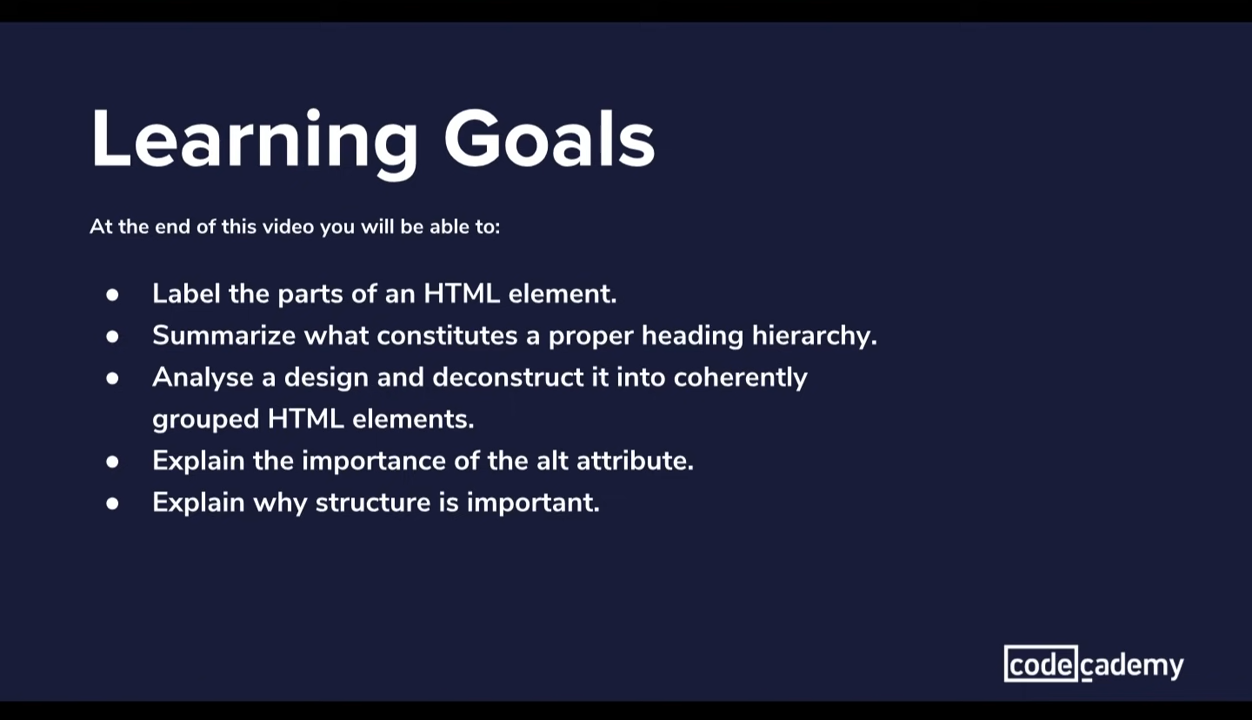 Learning Goals
At the end of this video you will be able to:
● Label the parts of an HTML element.
● Summarize what constitutes a proper heading hierarchy.
● Analyse a design and deconstruct it into coherently
grouped HTML elements.
● Explain the importance of the alt attribute.
● Explain why structure is important.
codecademy